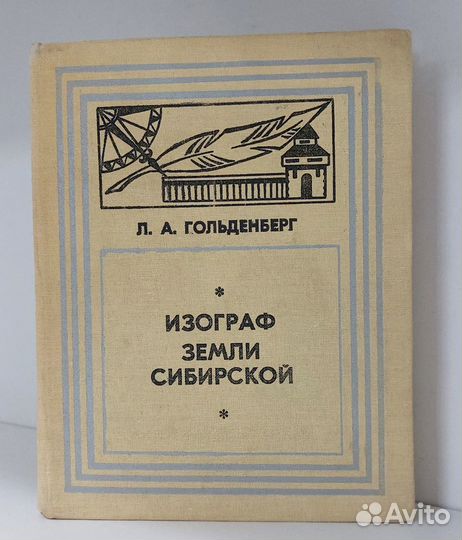 Л. А. ГОЛЬДЕНБЕРГ
*
ИЗОГРАФ
ЗЕМЛИ
СИБИРСКОЙ
*
Avito